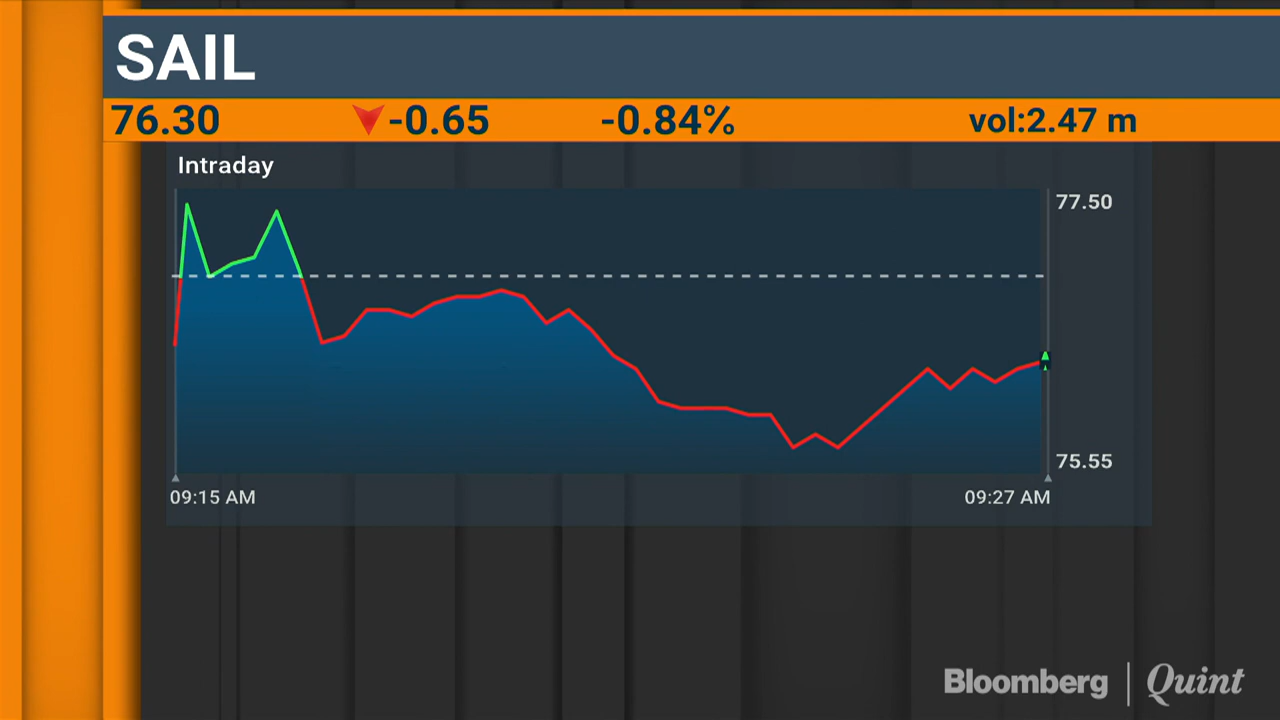 SAIL
76.30 -0.65 -0.84% vol:2.47 m
Intraday
77.50
75.55
09:15 AM 09:27 AM
Bloomberg | Quint